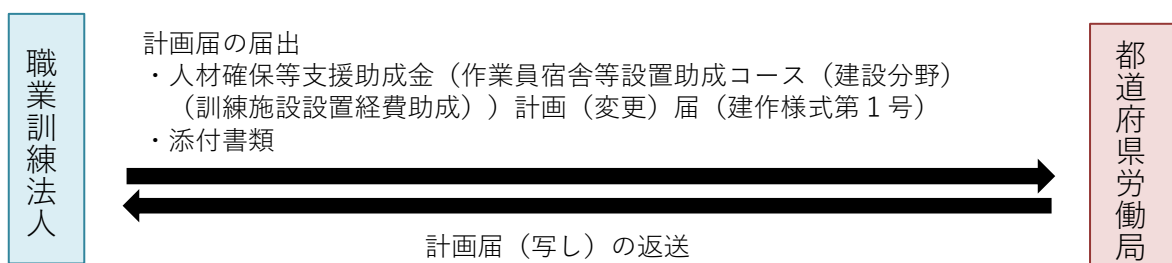 職業訓練法人
計画届の届出
・人材確保等支援助成金（作業員宿舎等設置助成コース（建設分野）
（訓練施設設置経費助成））計画（変更）届（建作様式第１号）
・添付書類
計画届（写し）の返送
都道府県労働局